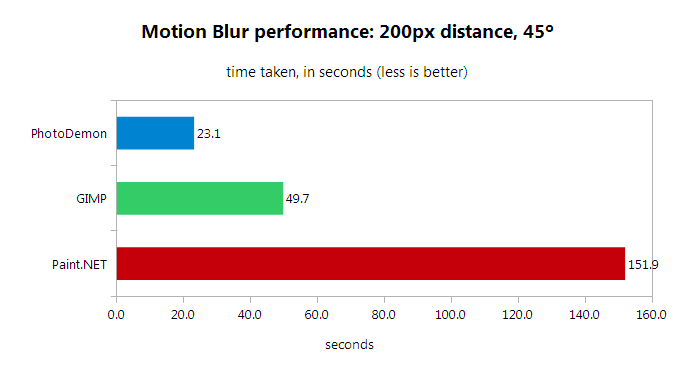 Motion Blur performance: 200px distance, 45º
time taken, in seconds (less is better)
PhotoDemon 23.1
GIMP 49.7
Paint.NET 151.9
0.0 20.0 40.0 60.0 80.0 100.0 120.0 140.0 160.0
seconds